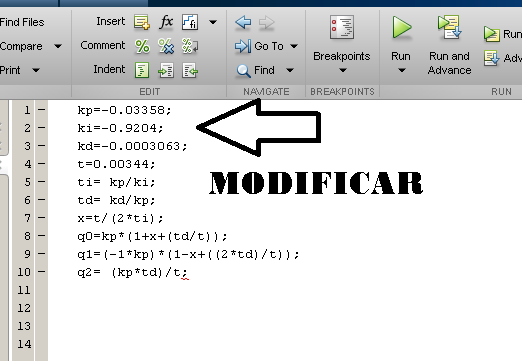 Find Files
Insert fx
Compare
Comment %
Go To
Breakpoints
Run
Run and Advance
Run
Adv
Print
Indent
Find
EDIT
NAVIGATE
BREAKPOINTS
RUN
1 – kp=-0.03358;
2 – ki=-0.9204;
3 – kd=-0.0003063;
4 – t=0.00344;
5 – ti= kp/ki;
6 – td= kd/kp;
7 – x=t/(2*ti);
8 – q0=kp*(1+x+(td/t));
9 – q1=(-1*kp)*(1-x+((2*td)/t));
10 – q2= (kp*td)/t;
11
12
13
14
MODIFICAR